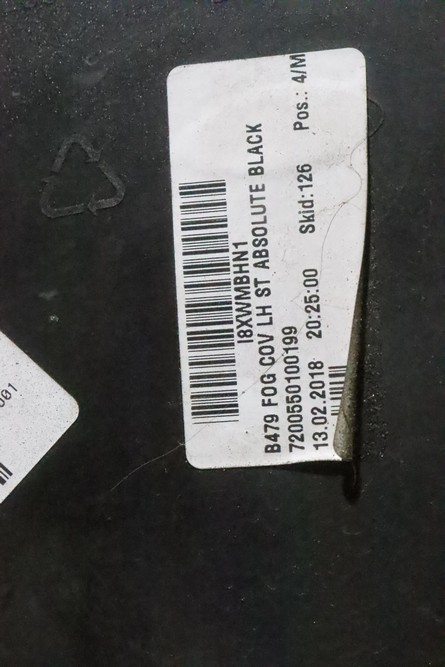 I8XWMBHN1
B479 FOG COV LH ST ABSOLUTE BLACK
7200550100199
13.02.2018 20:25:00 Skid:126 Pos.: 4/M
001